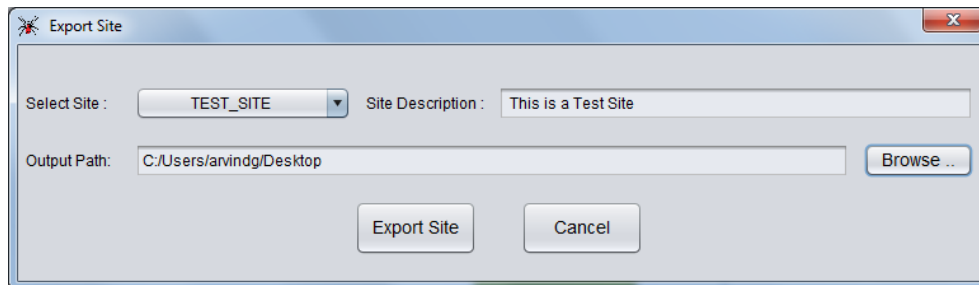 Export Site
Select Site : TEST_SITE Site Description : This is a Test Site
Output Path: C:/Users/arvindg/Desktop Browse ..
Export Site Cancel